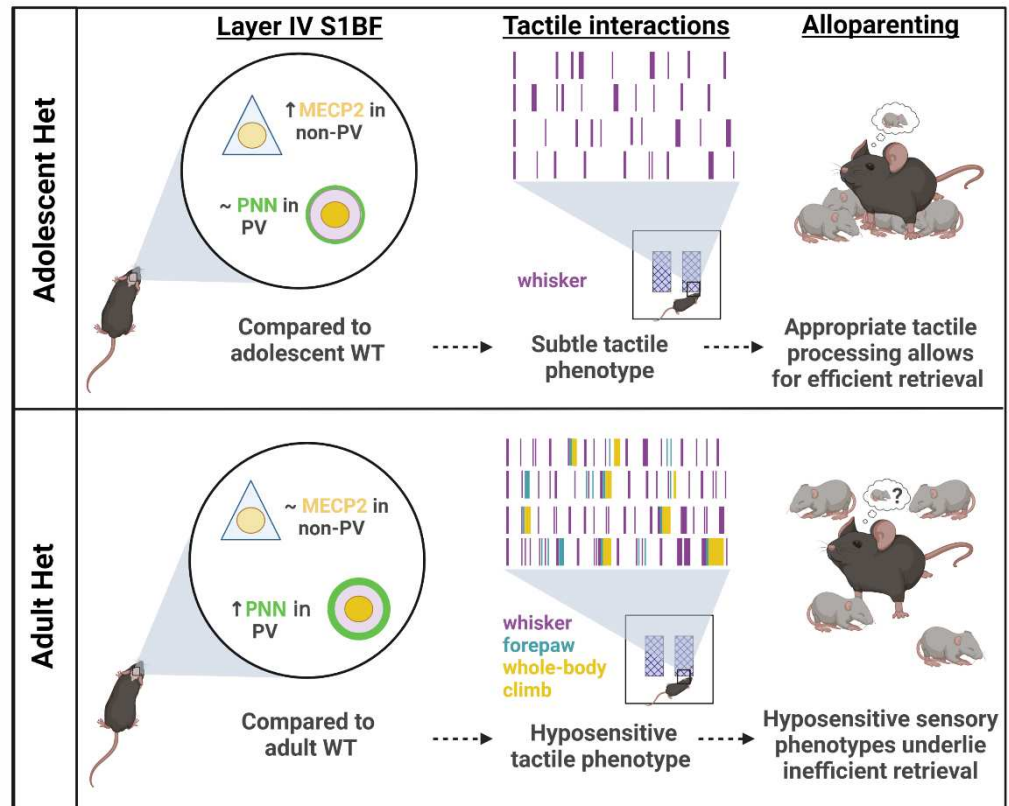 Layer IV S1BF
Tactile interactions
Alloparenting
Adolescent Het
↑MECP2 in
non-PV
~ PNN in
PV
Compared to
adolescent WT
whisker
Subtle tactile
phenotype
Appropriate tactile
processing allows
for efficient retrieval
Adult Het
~ MECP2 in
non-PV
↑PNN in
PV
Compared to
adult WT
whisker
forepaw
whole-body
climb
Hyposensitive
tactile phenotype
?
Hyposensitive sensory
phenotypes underlie
inefficient retrieval